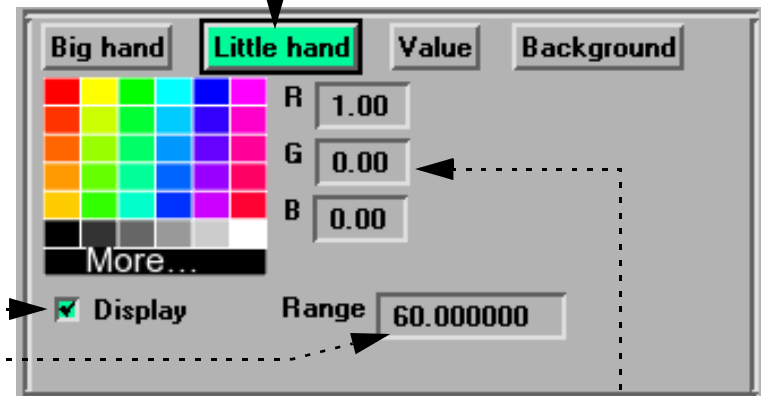 Big hand Little hand Value Background
R 1.00
G 0.00
B 0.00
More...
Display Range 60.000000